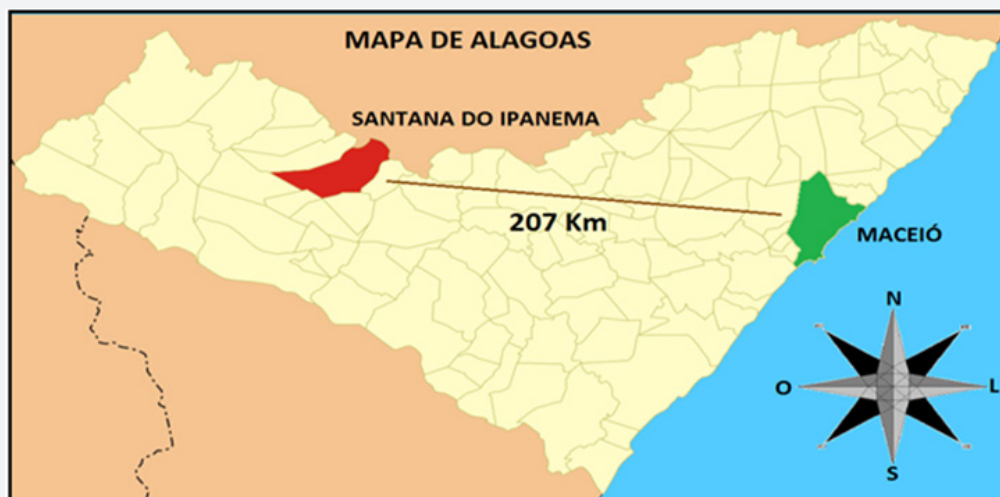 MAPA DE ALAGOAS
SANTANA DO IPANEMA
207 Km
MACEIÓ
N
O
L
S